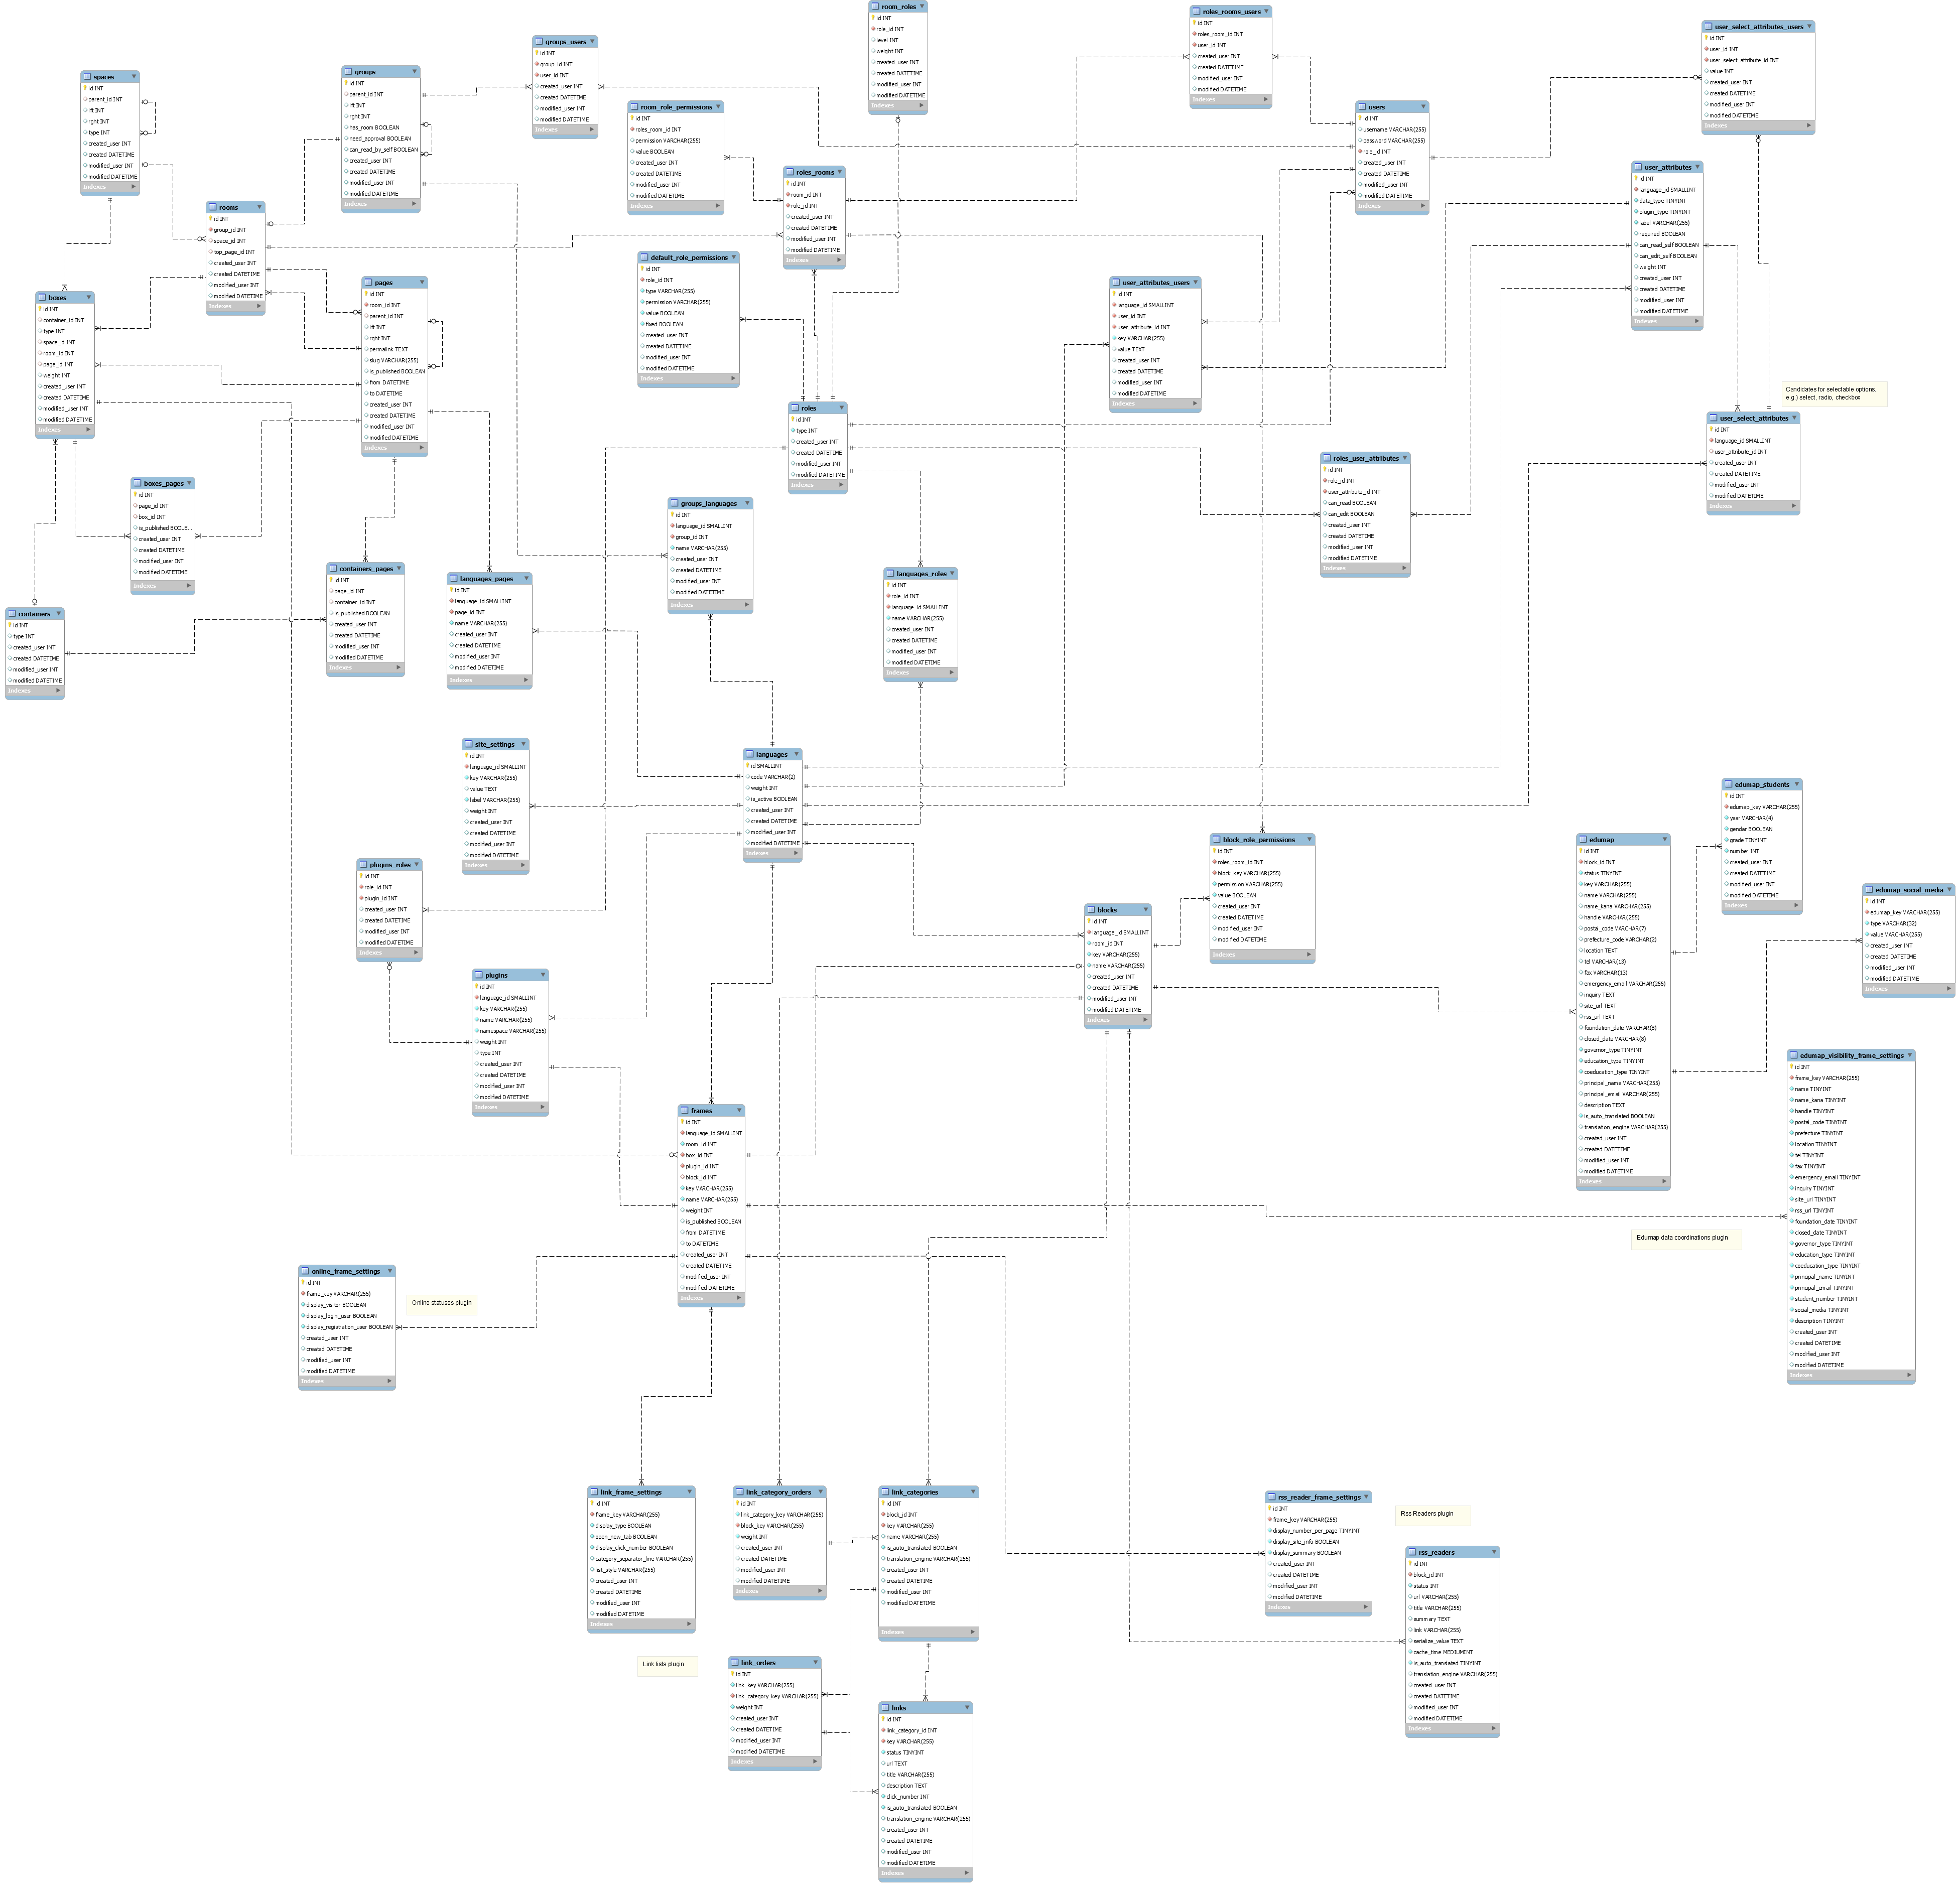 room_roles
id INT
role_id INT
level INT
weight INT
created_user INT
created DATETIME
modified_user INT
modified DATETIME
Indexes
roles_rooms_users
id INT
roles_room_id INT
user_id INT
created_user INT
created DATETIME
modified_user INT
modified DATETIME
Indexes
user_select_attributes_users
id INT
user_id INT
user_select_attribute_id INT
value INT
created_user INT
created DATETIME
modified_user INT
modified DATETIME
Indexes
groups_users
id INT
group_id INT
user_id INT
created_user INT
created DATETIME
modified_user INT
modified DATETIME
Indexes
spaces
id INT
parent_id INT
lft INT
rght INT
type INT
created_user INT
created DATETIME
modified_user INT
modified DATETIME
Indexes
groups
id INT
parent_id INT
lft INT
rght INT
has_room BOOLEAN
need_approval BOOLEAN
can_read_by_self BOOLEAN
created_user INT
created DATETIME
modified_user INT
modified DATETIME
Indexes
room_role_permissions
id INT
roles_room_id INT
permission VARCHAR(255)
value BOOLEAN
created_user INT
created DATETIME
modified_user INT
modified DATETIME
Indexes
users
id INT
username VARCHAR(255)
password VARCHAR(255)
role_id INT
created_user INT
created DATETIME
modified_user INT
modified DATETIME
Indexes
roles_rooms
id INT
room_id INT
role_id INT
created_user INT
created DATETIME
modified_user INT
modified DATETIME
Indexes
user_attributes
id INT
language_id SMALLINT
data_type TINYINT
plugin_type TINYINT
label VARCHAR(255)
required BOOLEAN
can_read_self BOOLEAN
can_edit_self BOOLEAN
weight INT
created_user INT
created DATETIME
modified_user INT
modified DATETIME
Indexes
rooms
id INT
group_id INT
space_id INT
top_page_id INT
created_user INT
created DATETIME
modified_user INT
modified DATETIME
Indexes
default_role_permissions
id INT
role_id INT
type VARCHAR(255)
permission VARCHAR(255)
value BOOLEAN
fixed BOOLEAN
created_user INT
created DATETIME
modified_user INT
modified DATETIME
Indexes
pages
id INT
room_id INT
parent_id INT
lft INT
rght INT
permalink TEXT
slug VARCHAR(255)
is_published BOOLEAN
from DATETIME
to DATETIME
created_user INT
created DATETIME
modified_user INT
modified DATETIME
Indexes
user_attributes_users
id INT
language_id SMALLINT
user_id INT
user_attribute_id INT
key VARCHAR(255)
value TEXT
created_user INT
created DATETIME
modified_user INT
modified DATETIME
Indexes
boxes
id INT
container_id INT
type INT
space_id INT
room_id INT
page_id INT
weight INT
created_user INT
created DATETIME
modified_user INT
modified DATETIME
Indexes
Candidates for selectable options.
e.g.) select, radio, checkbox
roles
id INT
type INT
created_user INT
created DATETIME
modified_user INT
modified DATETIME
Indexes
user_select_attributes
id INT
language_id SMALLINT
user_attribute_id INT
created_user INT
created DATETIME
modified_user INT
modified DATETIME
Indexes
roles_user_attributes
id INT
role_id INT
user_attribute_id INT
can_read BOOLEAN
can_edit BOOLEAN
created_user INT
created DATETIME
modified_user INT
modified DATETIME
Indexes
boxes_pages
id INT
page_id INT
box_id INT
is_published BOOLE...
created_user INT
created DATETIME
modified_user INT
modified DATETIME
Indexes
groups_languages
id INT
language_id SMALLINT
group_id INT
name VARCHAR(255)
created_user INT
created DATETIME
modified_user INT
modified DATETIME
Indexes
containers_pages
id INT
page_id INT
container_id INT
is_published BOOLEAN
created_user INT
created DATETIME
modified_user INT
modified DATETIME
Indexes
languages_pages
id INT
language_id SMALLINT
page_id INT
name VARCHAR(255)
created_user INT
created DATETIME
modified_user INT
modified DATETIME
Indexes
languages_roles
id INT
role_id INT
language_id SMALLINT
name VARCHAR(255)
created_user INT
created DATETIME
modified_user INT
modified DATETIME
Indexes
containers
id INT
type INT
created_user INT
created DATETIME
modified_user INT
modified DATETIME
Indexes
site_settings
id INT
language_id SMALLINT
key VARCHAR(255)
value TEXT
label VARCHAR(255)
weight INT
created_user INT
created DATETIME
modified_user INT
modified DATETIME
Indexes
languages
id SMALLINT
code VARCHAR(2)
weight INT
is_active BOOLEAN
created_user INT
created DATETIME
modified_user INT
modified DATETIME
Indexes
edumap_students
id INT
edumap_key VARCHAR(255)
year VARCHAR(4)
gendar BOOLEAN
grade TINYINT
number INT
created_user INT
created DATETIME
modified_user INT
modified DATETIME
Indexes
block_role_permissions
id INT
roles_room_id INT
block_key VARCHAR(255)
permission VARCHAR(255)
value BOOLEAN
created_user INT
created DATETIME
modified_user INT
modified DATETIME
Indexes
edumap
id INT
block_id INT
status TINYINT
key VARCHAR(255)
name VARCHAR(255)
name_kana VARCHAR(255)
handle VARCHAR(255)
postal_code VARCHAR(7)
prefecture_code VARCHAR(2)
location TEXT
tel VARCHAR(13)
fax VARCHAR(13)
emergency_email VARCHAR(255)
inquiry TEXT
site_url TEXT
rss_url TEXT
foundation_date VARCHAR(8)
closed_date VARCHAR(8)
governor_type TINYINT
education_type TINYINT
coeducation_type TINYINT
principal_name VARCHAR(255)
principal_email VARCHAR(255)
description TEXT
is_auto_translated BOOLEAN
translation_engine VARCHAR(255)
created_user INT
created DATETIME
modified_user INT
modified DATETIME
Indexes
plugins_roles
id INT
role_id INT
plugin_id INT
created_user INT
created DATETIME
modified_user INT
modified DATETIME
Indexes
edumap_social_media
id INT
edumap_key VARCHAR(255)
type VARCHAR(32)
value VARCHAR(255)
created_user INT
created DATETIME
modified_user INT
modified DATETIME
Indexes
blocks
id INT
language_id SMALLINT
room_id INT
key VARCHAR(255)
name VARCHAR(255)
created_user INT
created DATETIME
modified_user INT
modified DATETIME
Indexes
plugins
id INT
language_id SMALLINT
key VARCHAR(255)
name VARCHAR(255)
namespace VARCHAR(255)
weight INT
type INT
created_user INT
created DATETIME
modified_user INT
modified DATETIME
Indexes
edumap_visibility_frame_settings
id INT
frame_key VARCHAR(255)
name TINYINT
name_kana TINYINT
handle TINYINT
postal_code TINYINT
prefecture TINYINT
location TINYINT
tel TINYINT
fax TINYINT
emergency_email TINYINT
inquiry TINYINT
site_url TINYINT
rss_url TINYINT
foundation_date TINYINT
closed_date TINYINT
governor_type TINYINT
education_type TINYINT
coeducation_type TINYINT
principal_name TINYINT
principal_email TINYINT
student_number TINYINT
social_media TINYINT
description TINYINT
created_user INT
created DATETIME
modified_user INT
modified DATETIME
Indexes
frames
id INT
language_id SMALLINT
room_id INT
box_id INT
plugin_id INT
block_id INT
key VARCHAR(255)
name VARCHAR(255)
weight INT
is_published BOOLEAN
from DATETIME
to DATETIME
created_user INT
created DATETIME
modified_user INT
modified DATETIME
Indexes
Edumap data coordinations plugin
online_frame_settings
id INT
frame_key VARCHAR(255)
display_visitor BOOLEAN
display_login_user BOOLEAN
display_registration_user BOOLEAN
created_user INT
created DATETIME
modified_user INT
modified DATETIME
Indexes
Online statuses plugin
link_frame_settings
id INT
frame_key VARCHAR(255)
display_type BOOLEAN
open_new_tab BOOLEAN
display_click_number BOOLEAN
category_separator_line VARCHAR(255)
list_style VARCHAR(255)
created_user INT
created DATETIME
modified_user INT
modified DATETIME
Indexes
link_category_orders
id INT
link_category_key VARCHAR(255)
block_key VARCHAR(255)
weight INT
created_user INT
created DATETIME
modified_user INT
modified DATETIME
Indexes
link_categories
id INT
block_id INT
key VARCHAR(255)
name VARCHAR(255)
is_auto_translated BOOLEAN
translation_engine VARCHAR(255)
created_user INT
created DATETIME
modified_user INT
modified DATETIME
Indexes
rss_reader_frame_settings
id INT
frame_key VARCHAR(255)
display_number_per_page TINYINT
display_site_info BOOLEAN
display_summary BOOLEAN
created_user INT
created DATETIME
modified_user INT
modified DATETIME
Indexes
Rss Readers plugin
rss_readers
id INT
block_id INT
status INT
url VARCHAR(255)
title VARCHAR(255)
summary TEXT
link VARCHAR(255)
serialize_value TEXT
cache_time MEDIUMINT
is_auto_translated TINYINT
translation_engine VARCHAR(255)
created_user INT
created DATETIME
modified_user INT
modified DATETIME
Indexes
Link lists plugin
link_orders
id INT
link_key VARCHAR(255)
link_category_key VARCHAR(255)
weight INT
created_user INT
created DATETIME
modified_user INT
modified DATETIME
Indexes
links
id INT
link_category_id INT
key VARCHAR(255)
status TINYINT
url TEXT
title VARCHAR(255)
description TEXT
click_number INT
is_auto_translated BOOLEAN
translation_engine VARCHAR(255)
created_user INT
created DATETIME
modified_user INT
modified DATETIME
Indexes